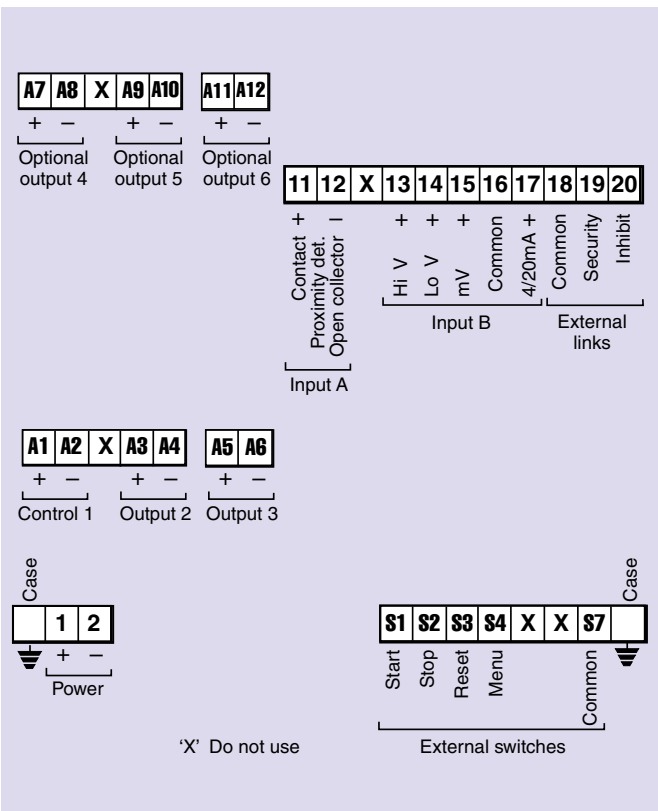 A7 A8 X A9 A10 A11 A12
+ – + – + –
Optional output 4
Optional output 5
Optional output 6
11 12 X 13 14 15 16 17 18 19 20
Contact +
Proximity det.
Open collector –
Hi V +
Lo V +
mV +
Common
4/20mA +
Common
Security
Inhibit
Input A
Input B
External links
A1 A2 X A3 A4 A5 A6
+ – + – + –
Control 1 Output 2 Output 3
Case
1 2
+ –
Power
S1 S2 S3 S4 X X S7
Start
Stop
Reset
Menu
Common
Case
External switches
‘X’ Do not use